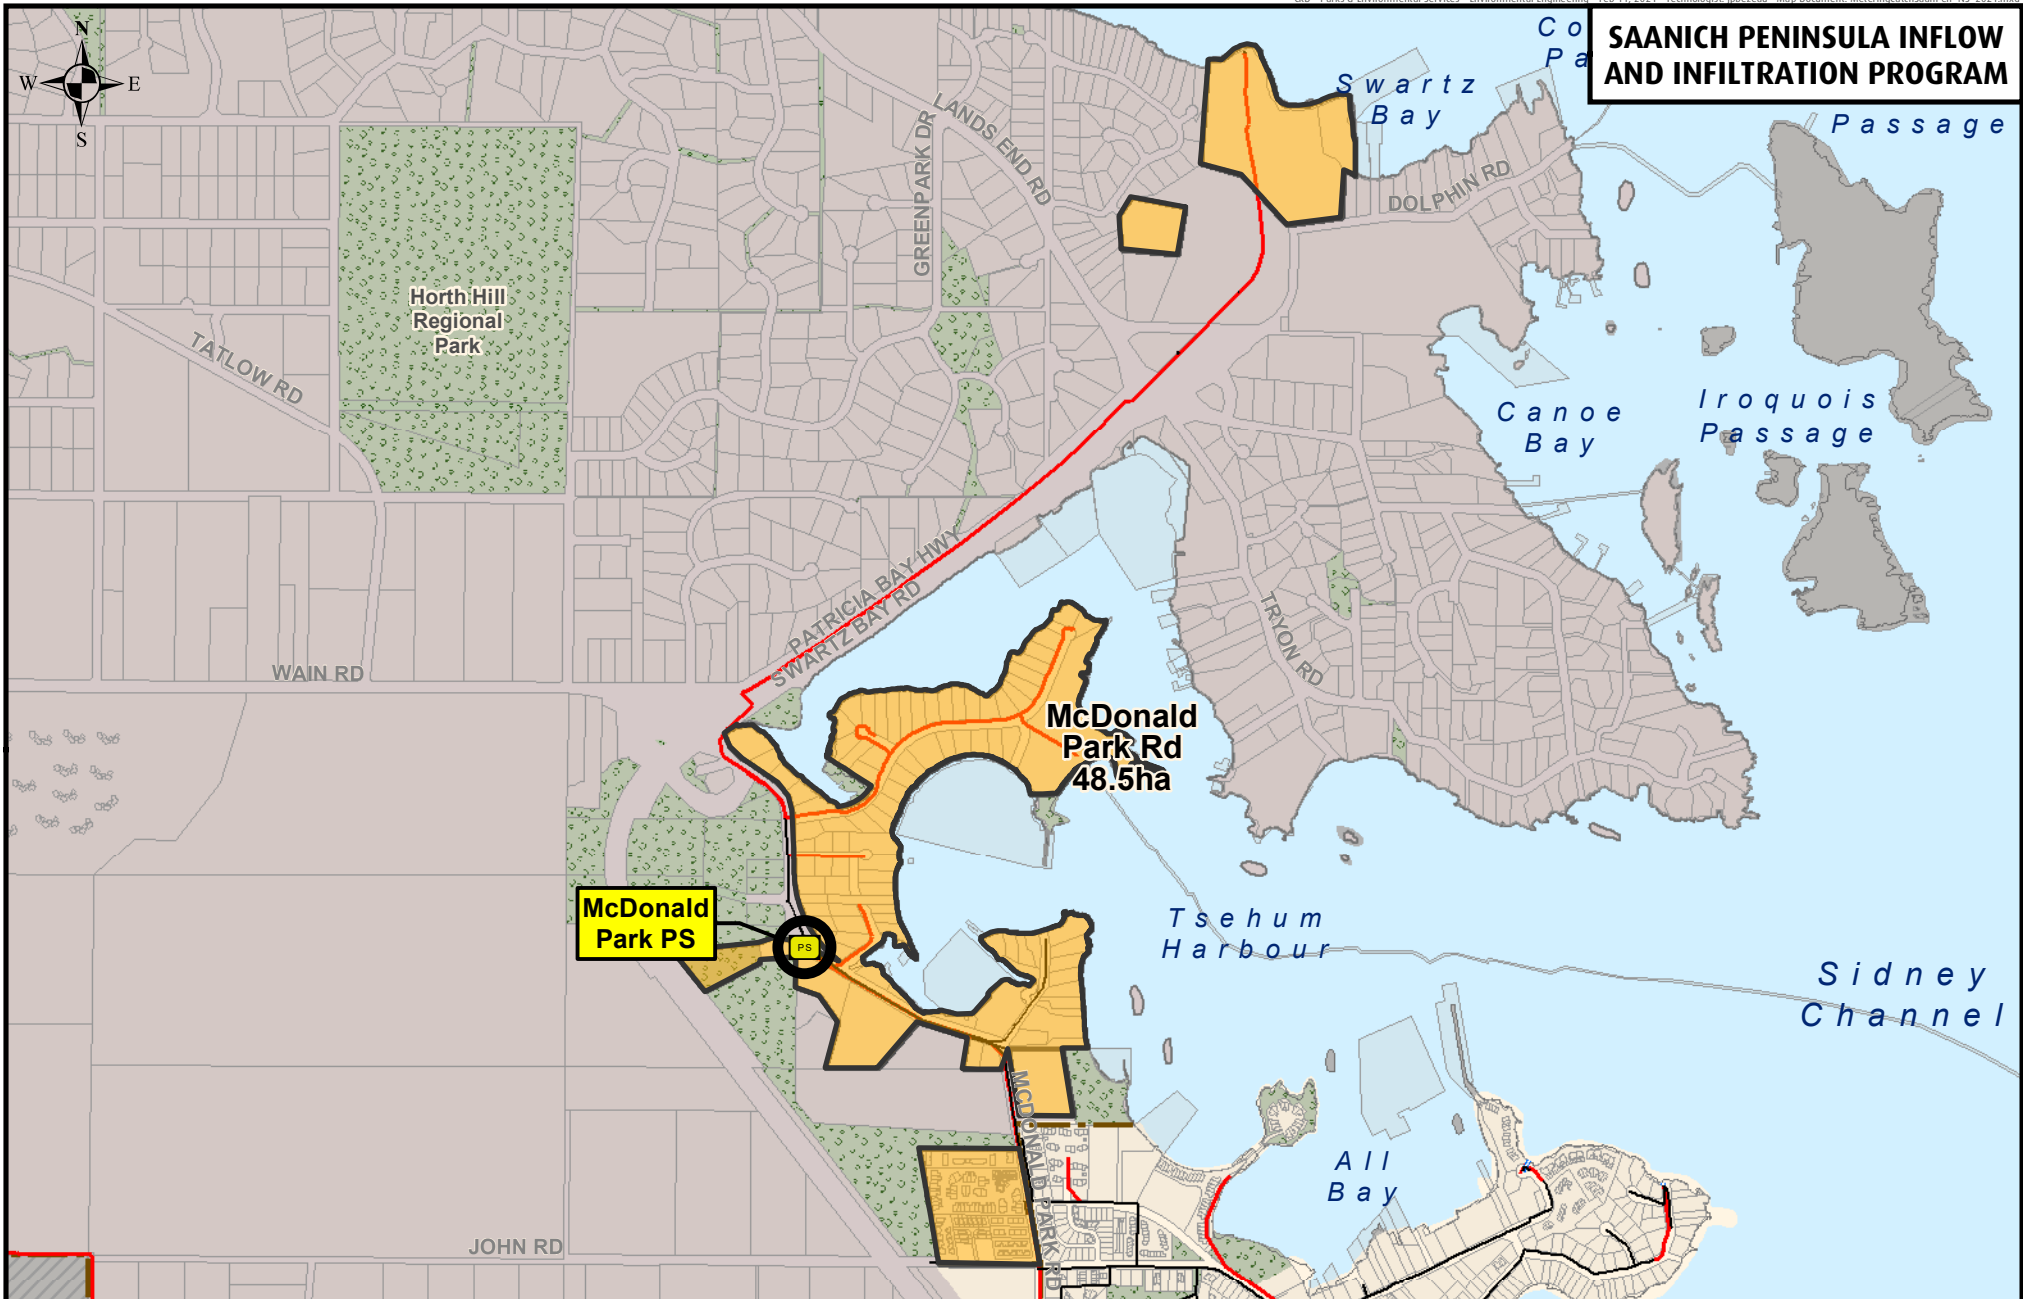 SAANICH PENINSULA INFLOW
AND INFILTRATION PROGRAM
N
W
E
S
Swartz
Bay
Passage
LANDS END RD
GREENPARK DR
DOLPHIN RD
Horth Hill
Regional
Park
TATLOW RD
Canoe
Bay
Iroquois
Passage
PATRICIA BAY HWY
SWARTZ BAY RD
TRYON RD
WAIN RD
McDonald
Park Rd
48.5ha
McDonald
Park PS
PS
Tsehum
Harbour
Sidney
Channel
MCDONALD PARK RD
All
Bay
JOHN RD